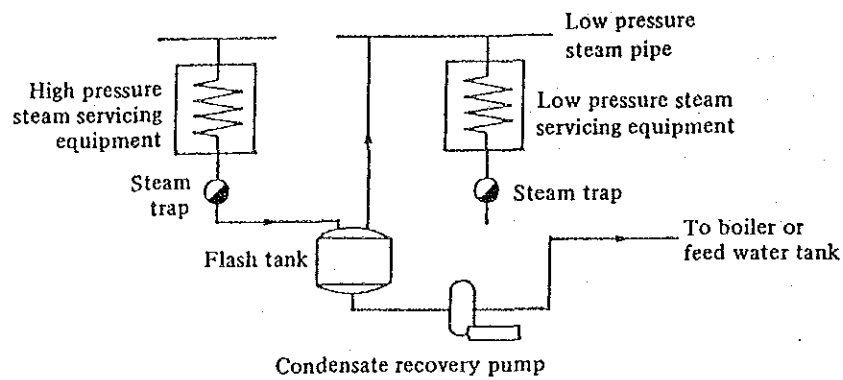 Low pressure
steam pipe
High pressure
steam servicing
equipment
Low pressure steam
servicing equipment
Steam
trap
Steam trap
Flash tank
To boiler or
feed water tank
Condensate recovery pump